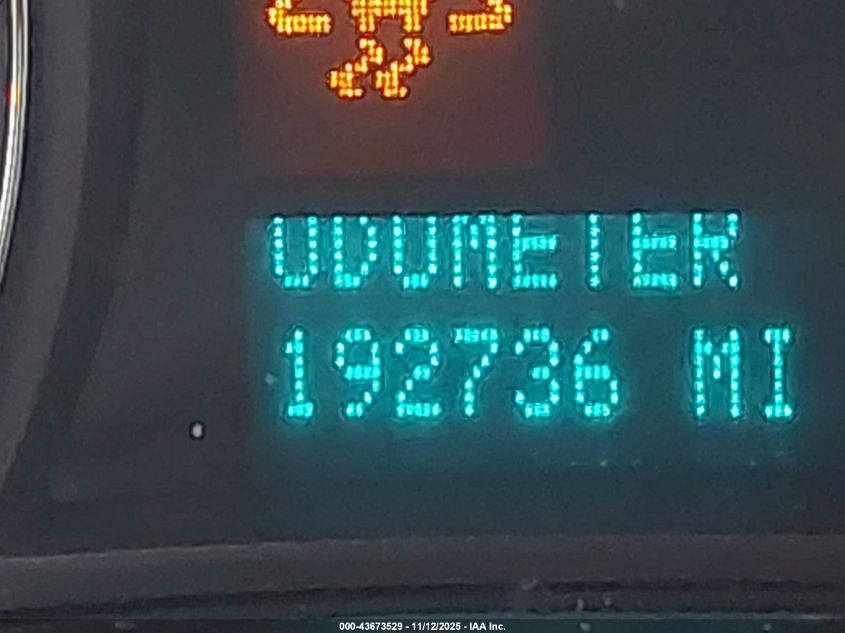 ODOMETER
192736 MI
000-43673529 - 11/12/2025 - IAA Inc.